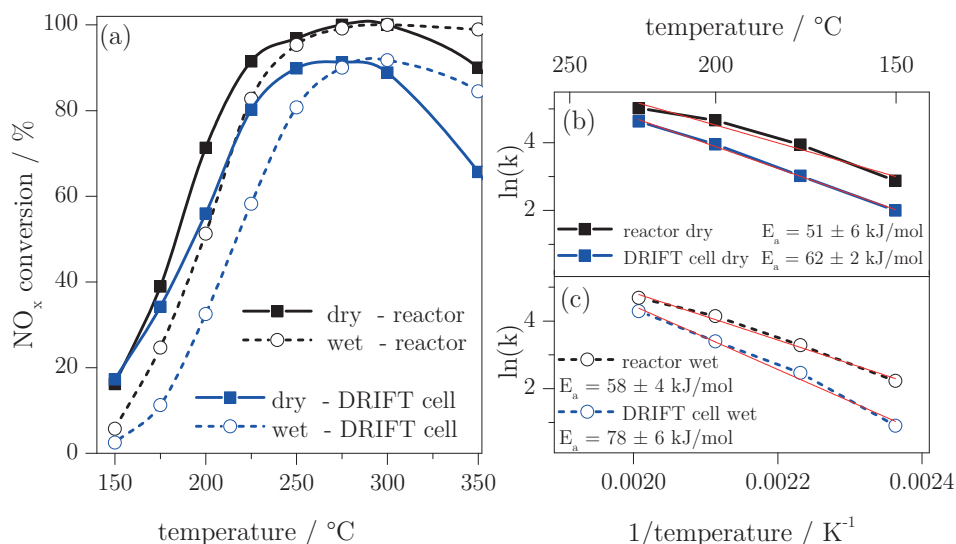 (a)
NOx conversion / %
100
80
60
40
20
0
150
200
250
300
350
temperature / °C
dry - reactor
wet - reactor
dry - DRIFT cell
wet - DRIFT cell
temperature / °C
250
200
150
(b)
ln(k)
4
2
reactor dry Ea = 51 ± 6 kJ/mol
DRIFT cell dry Ea = 62 ± 2 kJ/mol
(c)
ln(k)
4
2
reactor wet
Ea = 58 ± 4 kJ/mol
DRIFT cell wet
Ea = 78 ± 6 kJ/mol
0.0020
0.0022
0.0024
1/temperature / K-1